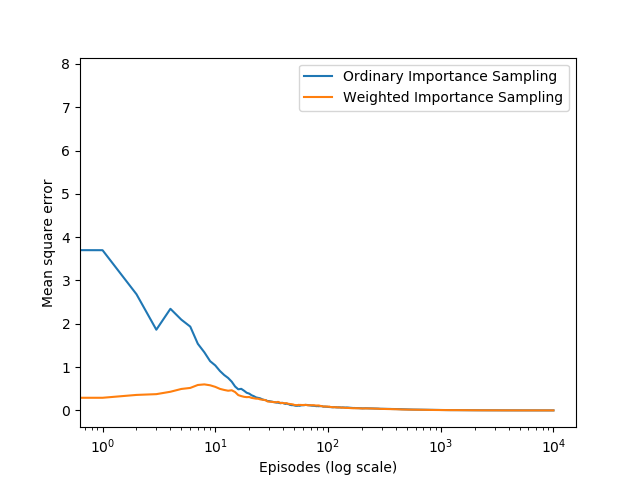 8
7
6
5
4
3
2
1
0
Mean square error
Ordinary Importance Sampling
Weighted Importance Sampling
10⁰ 10¹ 10² 10³ 10⁴
Episodes (log scale)